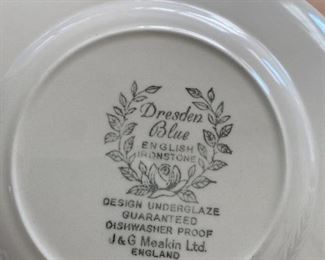 Dresden
Blue
ENGLISH
IRONSTONE
DESIGN UNDERGLAZE
GUARANTEED
DISHWASHER PROOF
J&G Meakin Ltd.
ENGLAND